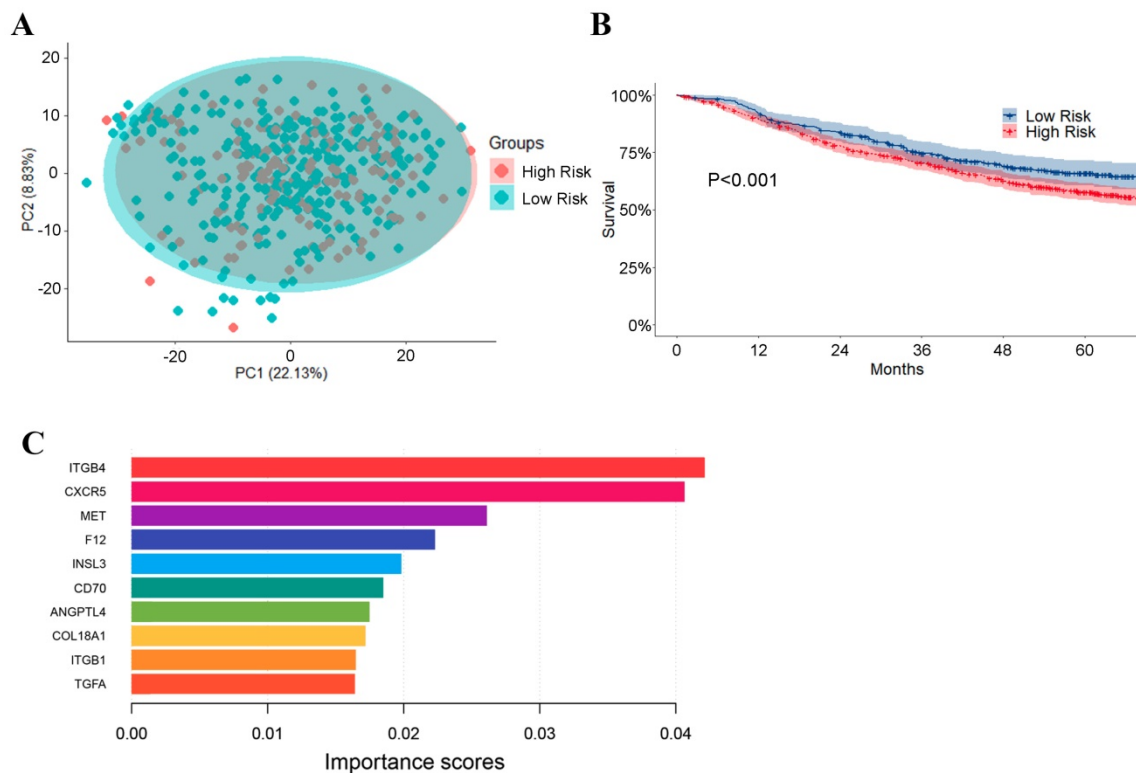 A
20
10
0
-10
-20
PC2 (8.83%)
-20
0
20
PC1 (22.13%)
Groups
High Risk
Low Risk
B
100%
75%
50%
25%
0%
Survival
P<0.001
Low Risk
High Risk
0
12
24
36
48
60
Months
C
ITGB4
CXCR5
MET
F12
INSL3
CD70
ANGPTL4
COL18A1
ITGB1
TGFA
0.00
0.01
0.02
0.03
0.04
Importance scores